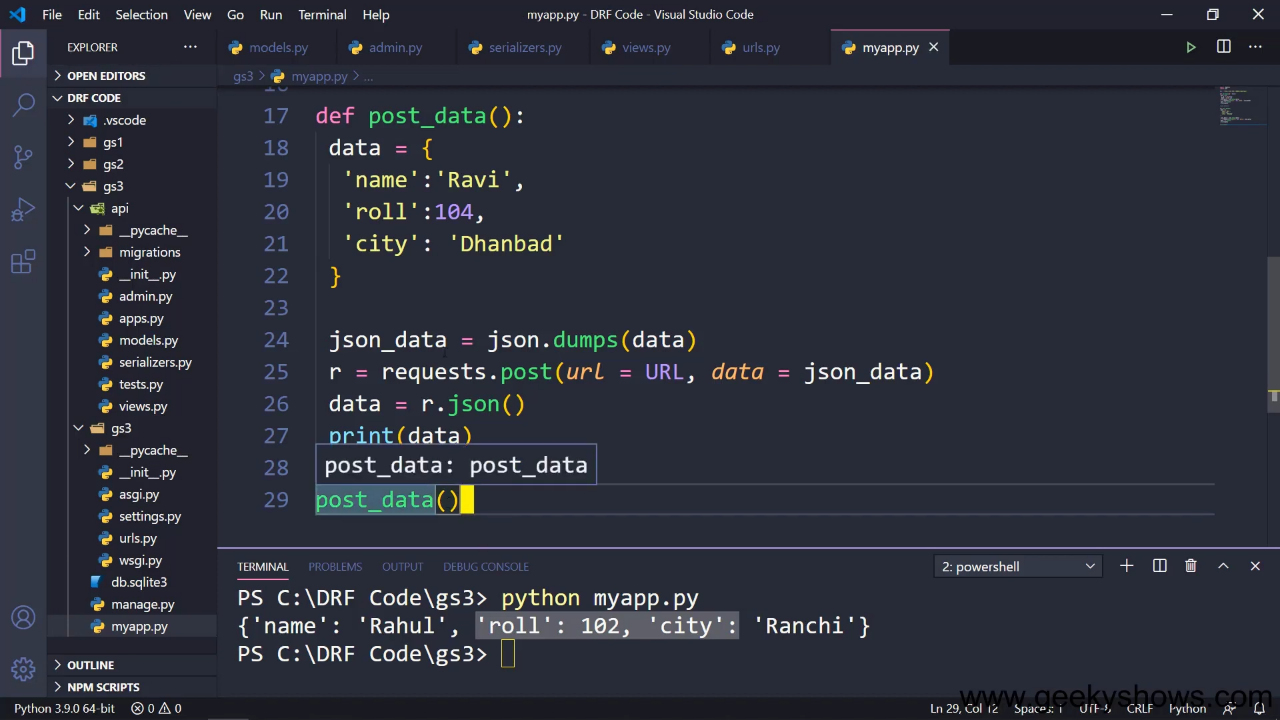 File Edit Selection View Go Run Terminal Help
myapp.py - DRF Code - Visual Studio Code
EXPLORER
models.py admin.py serializers.py views.py urls.py myapp.py
gs3 > myapp.py > ...
OPEN EDITORS
DRF CODE
.vscode
gs1
gs2
gs3
api
__pycache__
migrations
__init__.py
admin.py
apps.py
models.py
serializers.py
tests.py
views.py
gs3
__pycache__
__init__.py
asgi.py
settings.py
urls.py
wsgi.py
db.sqlite3
manage.py
myapp.py
OUTLINE
NPM SCRIPTS
17 def post_data():
18 data = {
19 'name':'Ravi',
20 'roll':104,
21 'city': 'Dhanbad'
22 }
23
24 json_data = json.dumps(data)
25 r = requests.post(url = URL, data = json_data)
26 data = r.json()
27 print(data)
28
post_data: post_data
29 post_data()
TERMINAL PROBLEMS OUTPUT DEBUG CONSOLE
2: powershell
PS C:\DRF Code\gs3> python myapp.py
{'name': 'Rahul', 'roll': 102, 'city': 'Ranchi'}
PS C:\DRF Code\gs3>
www.geekyshows.com
Python 3.9.0 64-bit 0 0
Ln 29, Col 12 Spaces: 1 UTF-8 CRLF Python